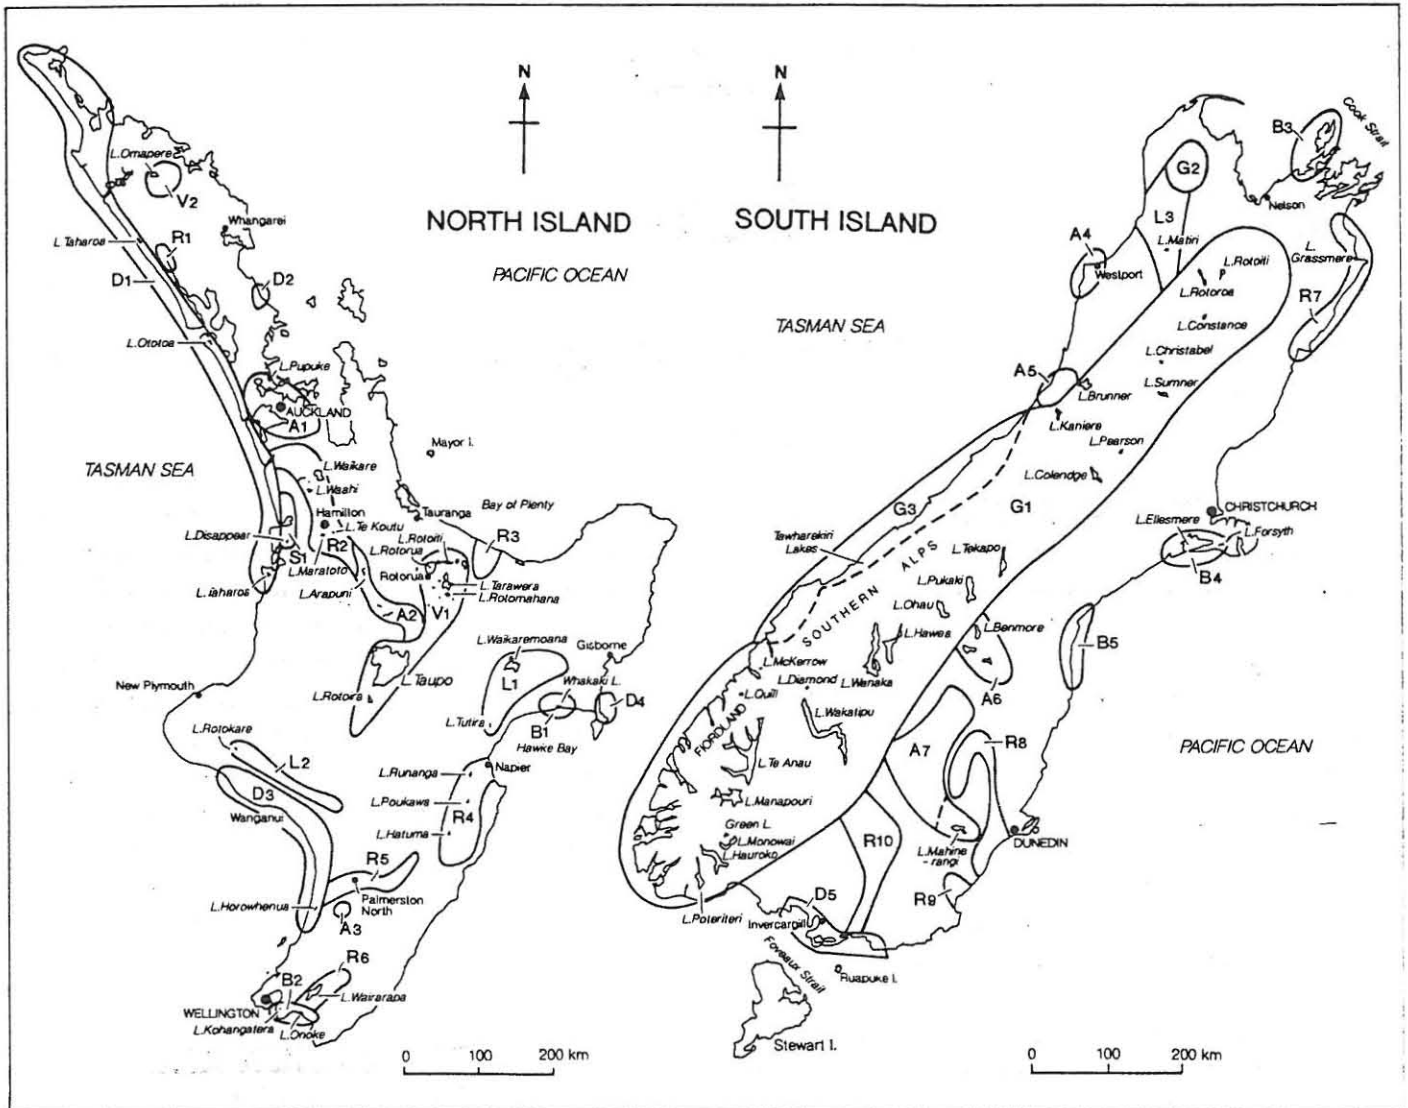 N
N
NORTH ISLAND
SOUTH ISLAND
PACIFIC OCEAN
TASMAN SEA
TASMAN SEA
PACIFIC OCEAN
L.Omapere
V2
Whangarei
L Taharoa
R1
D1
D2
L.Ototoa
L.Pupuke
AUCKLAND
A1
Mayor I.
L.Waikare
L.Waahi
Hamilton
Tauranga
Bay of Plenty
L.Te Koutu
L.Disappear
S1
R2
L.Rotoiti
L.Rotorua
R3
L.Maratoto
Rotorua
L.Tarawera
L.Rotomahana
L.Taharoa
L.Arapuni
A2
V1
L.Waikaremoana
Gisborne
L.Taupo
L1
Whakaki L.
D4
New Plymouth
L.Rotoira
L.Tutira
B1
Hawke Bay
L.Rotokare
L2
L.Runanga
Napier
D3
Wanganui
L.Poukawa
R4
L.Hatuma
R5
L.Horowhenua
Palmerston
North
A3
R6
B2
L.Wairarapa
WELLINGTON
L.Kohangatera
L.Onoke
0 100 200 km
Cook Strait
B3
G2
Nelson
L3
A4
L.Matiri
Westport
L.
Grassmere
L.Rotoiti
L.Rotoroa
R7
L.Constance
L.Christabel
A5
L.Sumner
L.Brunner
L.Kaniere
L.Pearson
L.Coleridge
G3
G1
CHRISTCHURCH
L.Ellesmere
L.Forsyth
B4
Tawharekiri
Lakes
SOUTHERN ALPS
L.Tekapo
L.Pukaki
L.Ohau
L.Benmore
L.Hawea
B5
L.McKerrow
L.Diamond
L.Wanaka
A6
L.Quill
FIORDLAND
L.Wakatipu
A7
R8
L.Te Anau
L.Manapouri
Green L.
L.Monowai
L.Hauroko
R10
L.Mahine
-rangi
DUNEDIN
R9
L.Poteriteri
D5
Invercargill
Foveaux Strait
Ruapuke I.
Stewart I.
0 100 200 km